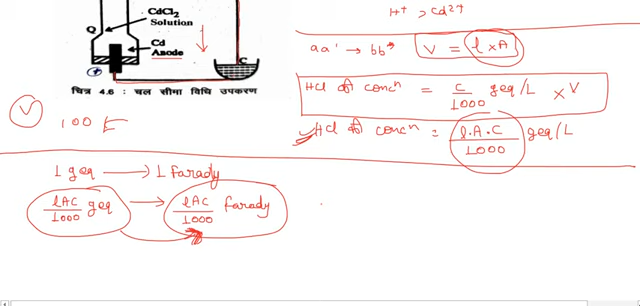 Q
CdCl₂
Solution
Cd
Anode
C
+
चित्र 4.6 : चल सीमा विधि उपकरण
V
H⁺ > Cd²⁺
aa' → bb'
V = l × A
HCl की concⁿ = C/1000 geq/L × V
HCl की concⁿ = l.A.C/1000 geq/L
1 geq → 1 Farady
lAC/1000 geq → lAC/1000 Farady